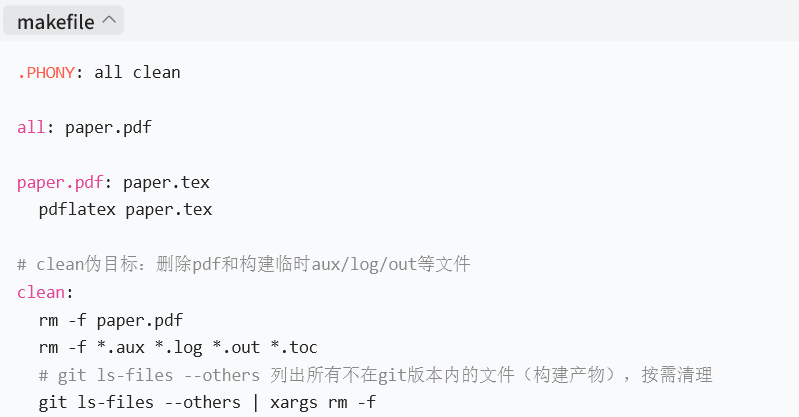 makefile
.PHONY: all clean
all: paper.pdf
paper.pdf: paper.tex
pdflatex paper.tex
# clean伪目标：删除pdf和构建临时aux/log/out等文件
clean:
rm -f paper.pdf
rm -f *.aux *.log *.out *.toc
# git ls-files --others 列出所有不在git版本内的文件（构建产物），按需清理
git ls-files --others | xargs rm -f